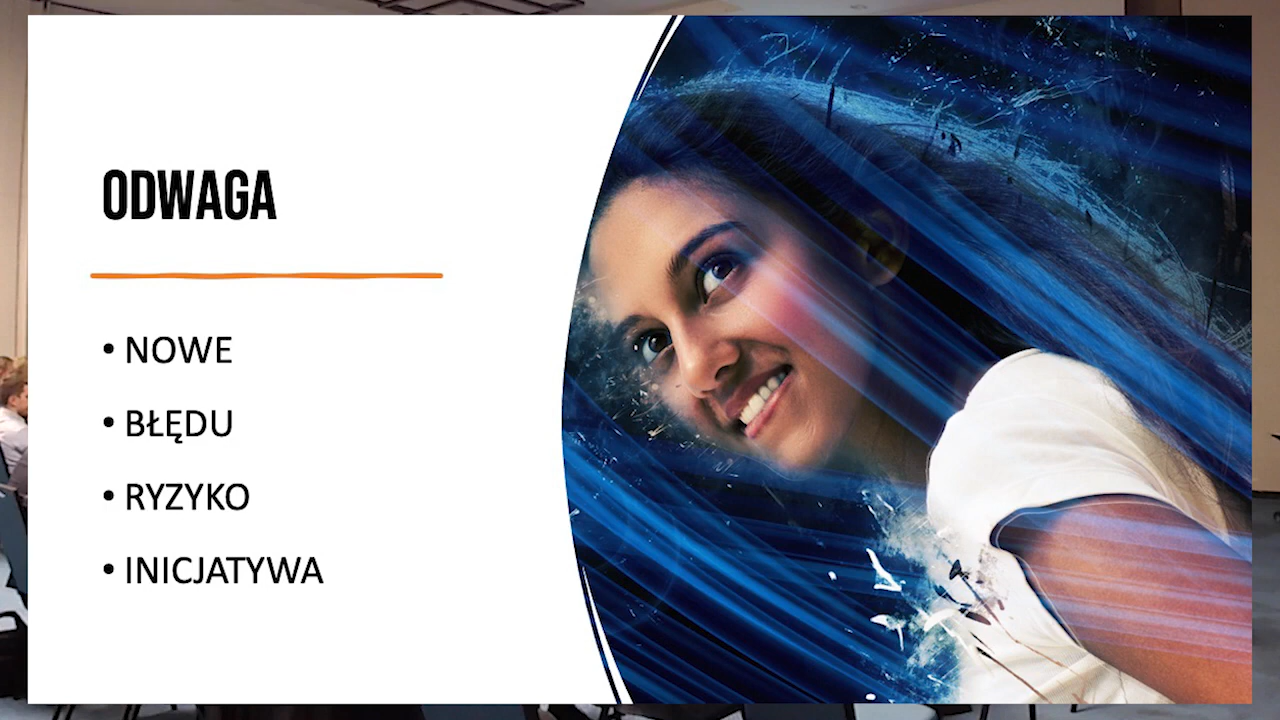 ODWAGA
• NOWE
• BŁĘDU
• RYZYKO
• INICJATYWA